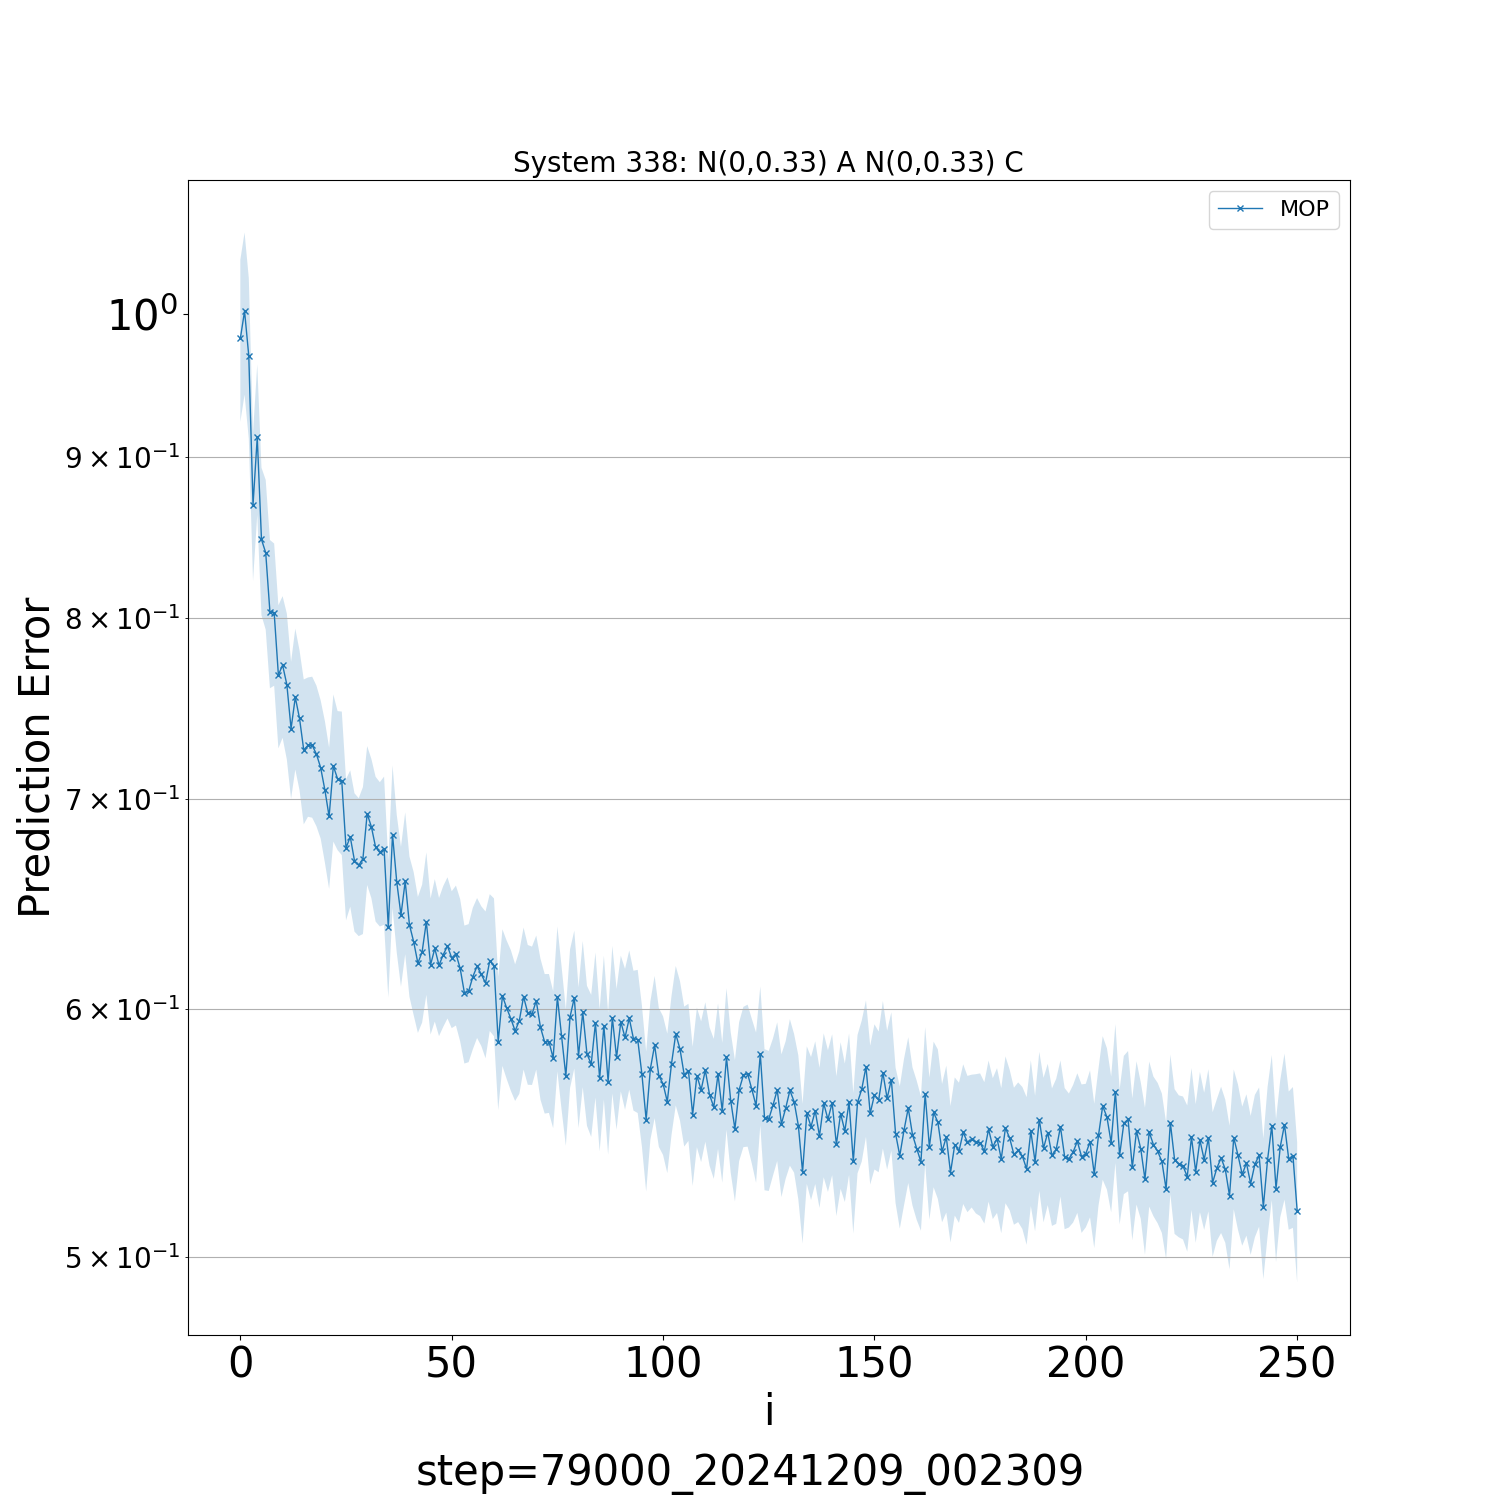 System 338: N(0,0.33) A N(0,0.33) C
MOP
10⁰
9 × 10⁻¹
8 × 10⁻¹
7 × 10⁻¹
6 × 10⁻¹
5 × 10⁻¹
Prediction Error
0 50 100 150 200 250
i
step=79000_20241209_002309